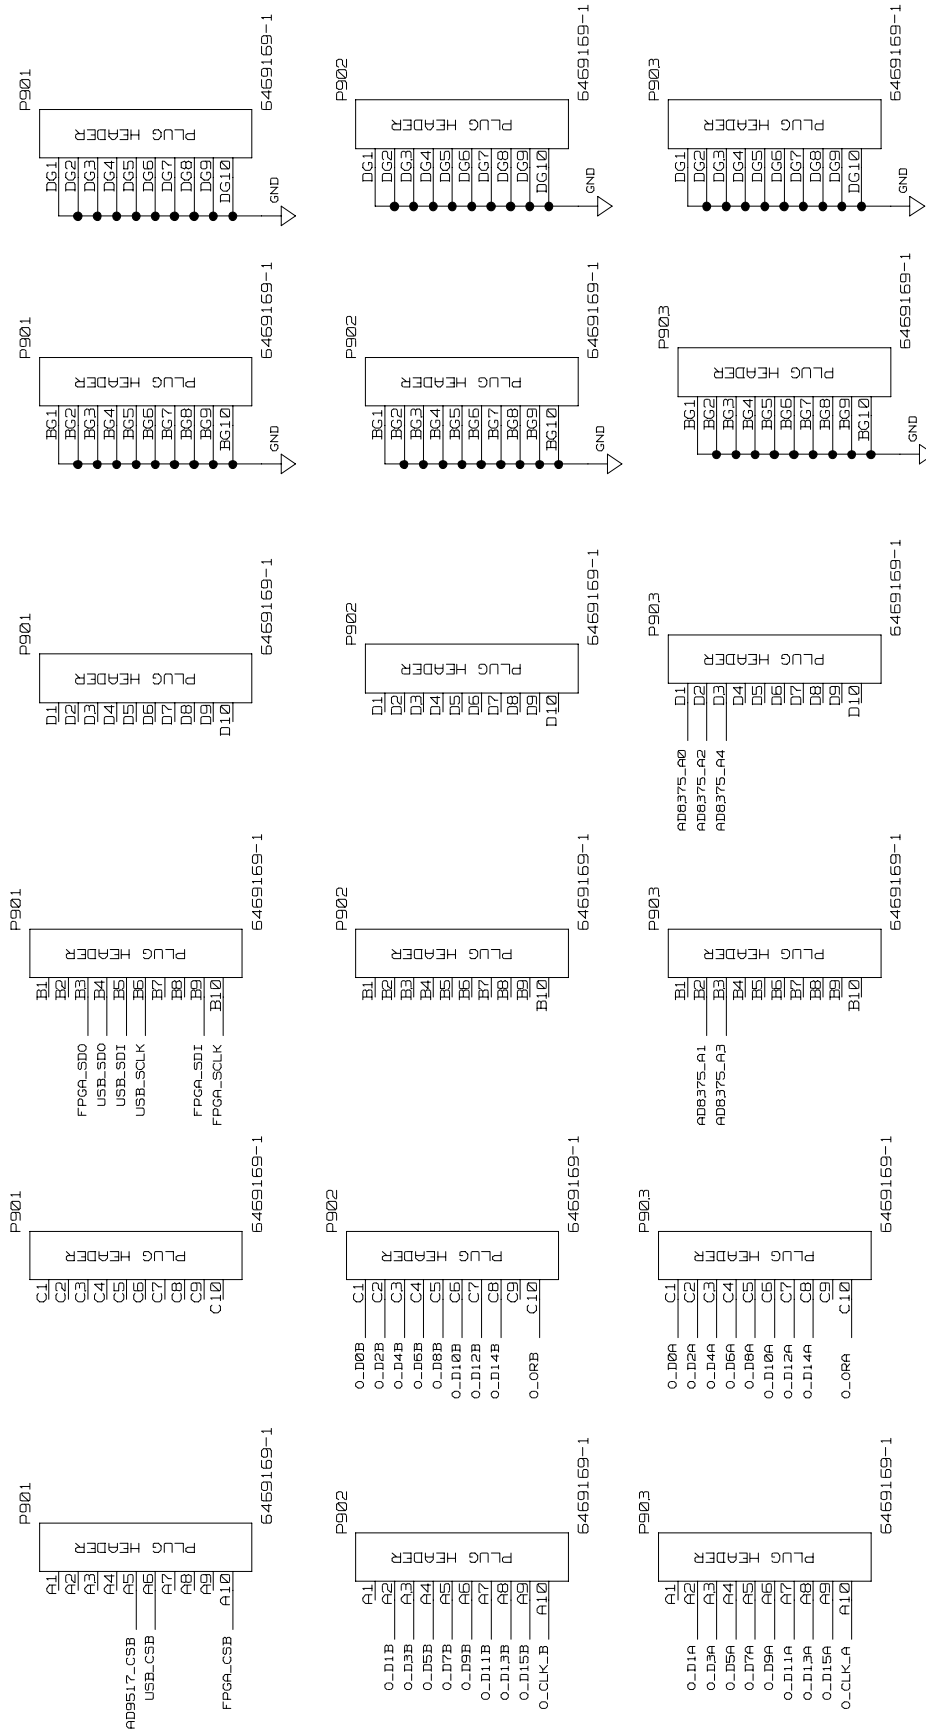 P901
PLUG HEADER
6469169-1
DG1
DG2
DG3
DG4
DG5
DG6
DG7
DG8
DG9
DG10
GND
P902
PLUG HEADER
6469169-1
DG1
DG2
DG3
DG4
DG5
DG6
DG7
DG8
DG9
DG10
GND
P903
PLUG HEADER
6469169-1
DG1
DG2
DG3
DG4
DG5
DG6
DG7
DG8
DG9
DG10
GND
P901
PLUG HEADER
6469169-1
BG1
BG2
BG3
BG4
BG5
BG6
BG7
BG8
BG9
BG10
GND
P902
PLUG HEADER
6469169-1
BG1
BG2
BG3
BG4
BG5
BG6
BG7
BG8
BG9
BG10
GND
P903
PLUG HEADER
6469169-1
BG1
BG2
BG3
BG4
BG5
BG6
BG7
BG8
BG9
BG10
GND
P901
PLUG HEADER
6469169-1
D1
D2
D3
D4
D5
D6
D7
D8
D9
D10
P902
PLUG HEADER
6469169-1
D1
D2
D3
D4
D5
D6
D7
D8
D9
D10
P903
PLUG HEADER
6469169-1
D1
D2
D3
D4
D5
D6
D7
D8
D9
D10
AD8375_A0
AD8375_A2
AD8375_A4
P901
PLUG HEADER
6469169-1
B1
B2
B3
B4
B5
B6
B7
B8
B9
B10
FPGA_SDO
USB_SDO
USB_SDI
USB_SCLK
FPGA_SDI
FPGA_SCLK
P902
PLUG HEADER
6469169-1
B1
B2
B3
B4
B5
B6
B7
B8
B9
B10
P903
PLUG HEADER
6469169-1
B1
B2
B3
B4
B5
B6
B7
B8
B9
B10
AD8375_A1
AD8375_A3
P901
PLUG HEADER
6469169-1
C1
C2
C3
C4
C5
C6
C7
C8
C9
C10
P902
PLUG HEADER
6469169-1
C1
C2
C3
C4
C5
C6
C7
C8
C9
C10
O_D0B
O_D2B
O_D4B
O_D6B
O_D8B
O_D10B
O_D12B
O_D14B
O_ORB
P903
PLUG HEADER
6469169-1
C1
C2
C3
C4
C5
C6
C7
C8
C9
C10
O_D0A
O_D2A
O_D4A
O_D6A
O_D8A
O_D10A
O_D12A
O_D14A
O_ORA
P901
PLUG HEADER
6469169-1
A1
A2
A3
A4
A5
A6
A7
A8
A9
A10
AD9517_CSB
USB_CSB
FPGA_CSB
P902
PLUG HEADER
6469169-1
A1
A2
A3
A4
A5
A6
A7
A8
A9
A10
O_D1B
O_D3B
O_D5B
O_D7B
O_D9B
O_D11B
O_D13B
O_D15B
O_CLK_B
P903
PLUG HEADER
6469169-1
A1
A2
A3
A4
A5
A6
A7
A8
A9
A10
O_D1A
O_D3A
O_D5A
O_D7A
O_D9A
O_D11A
O_D13A
O_D15A
O_CLK_A